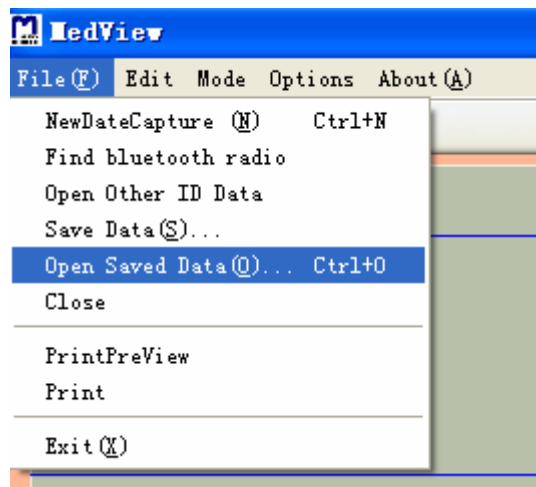 MedView
File(F) Edit Mode Options About(A)
NewDateCapture (N) Ctrl+N
Find bluetooth radio
Open Other ID Data
Save Data(S)...
Open Saved Data(O)... Ctrl+O
Close
PrintPreView
Print
Exit(X)